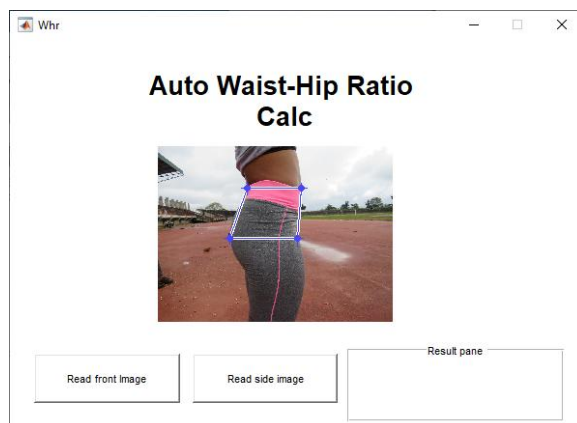 Whr
Auto Waist-Hip Ratio
Calc
Result pane
Read front Image
Read side image